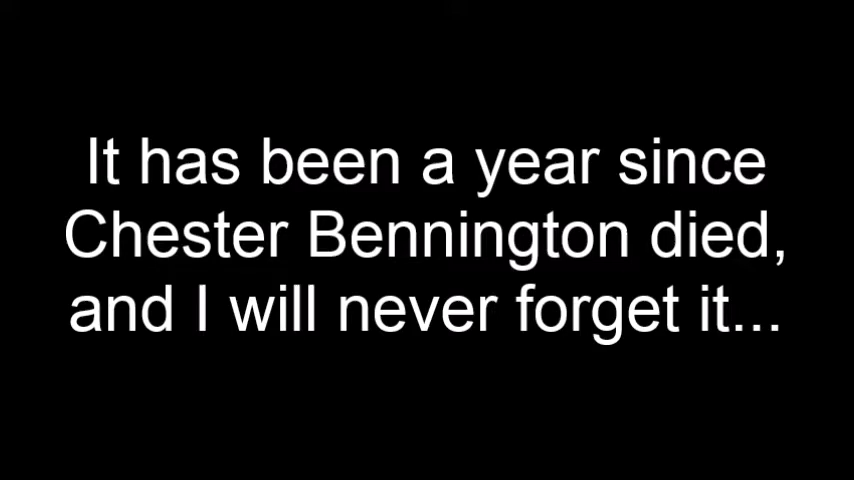 It has been a year since
Chester Bennington died,
and I will never forget it...